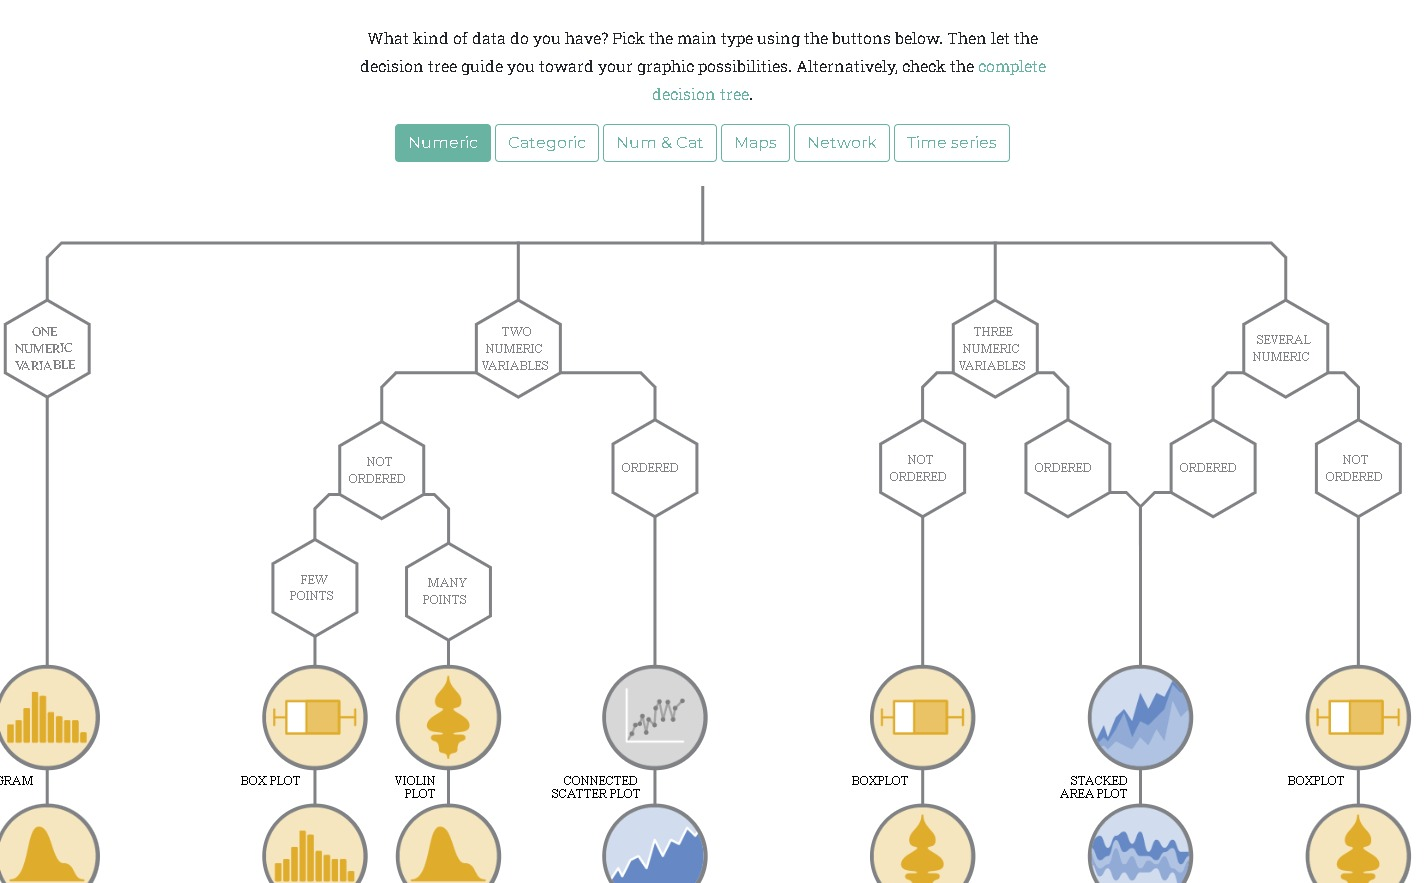 What kind of data do you have? Pick the main type using the buttons below. Then let the
decision tree guide you toward your graphic possibilities. Alternatively, check the complete
decision tree.
Numeric
Categoric
Num & Cat
Maps
Network
Time series
ONE
NUMERIC
VARIABLE
TWO
NUMERIC
VARIABLES
THREE
NUMERIC
VARIABLES
SEVERAL
NUMERIC
NOT
ORDERED
ORDERED
NOT
ORDERED
ORDERED
ORDERED
NOT
ORDERED
FEW
POINTS
MANY
POINTS
GRAM
BOX PLOT
VIOLIN
PLOT
CONNECTED
SCATTER PLOT
BOXPLOT
STACKED
AREA PLOT
BOXPLOT